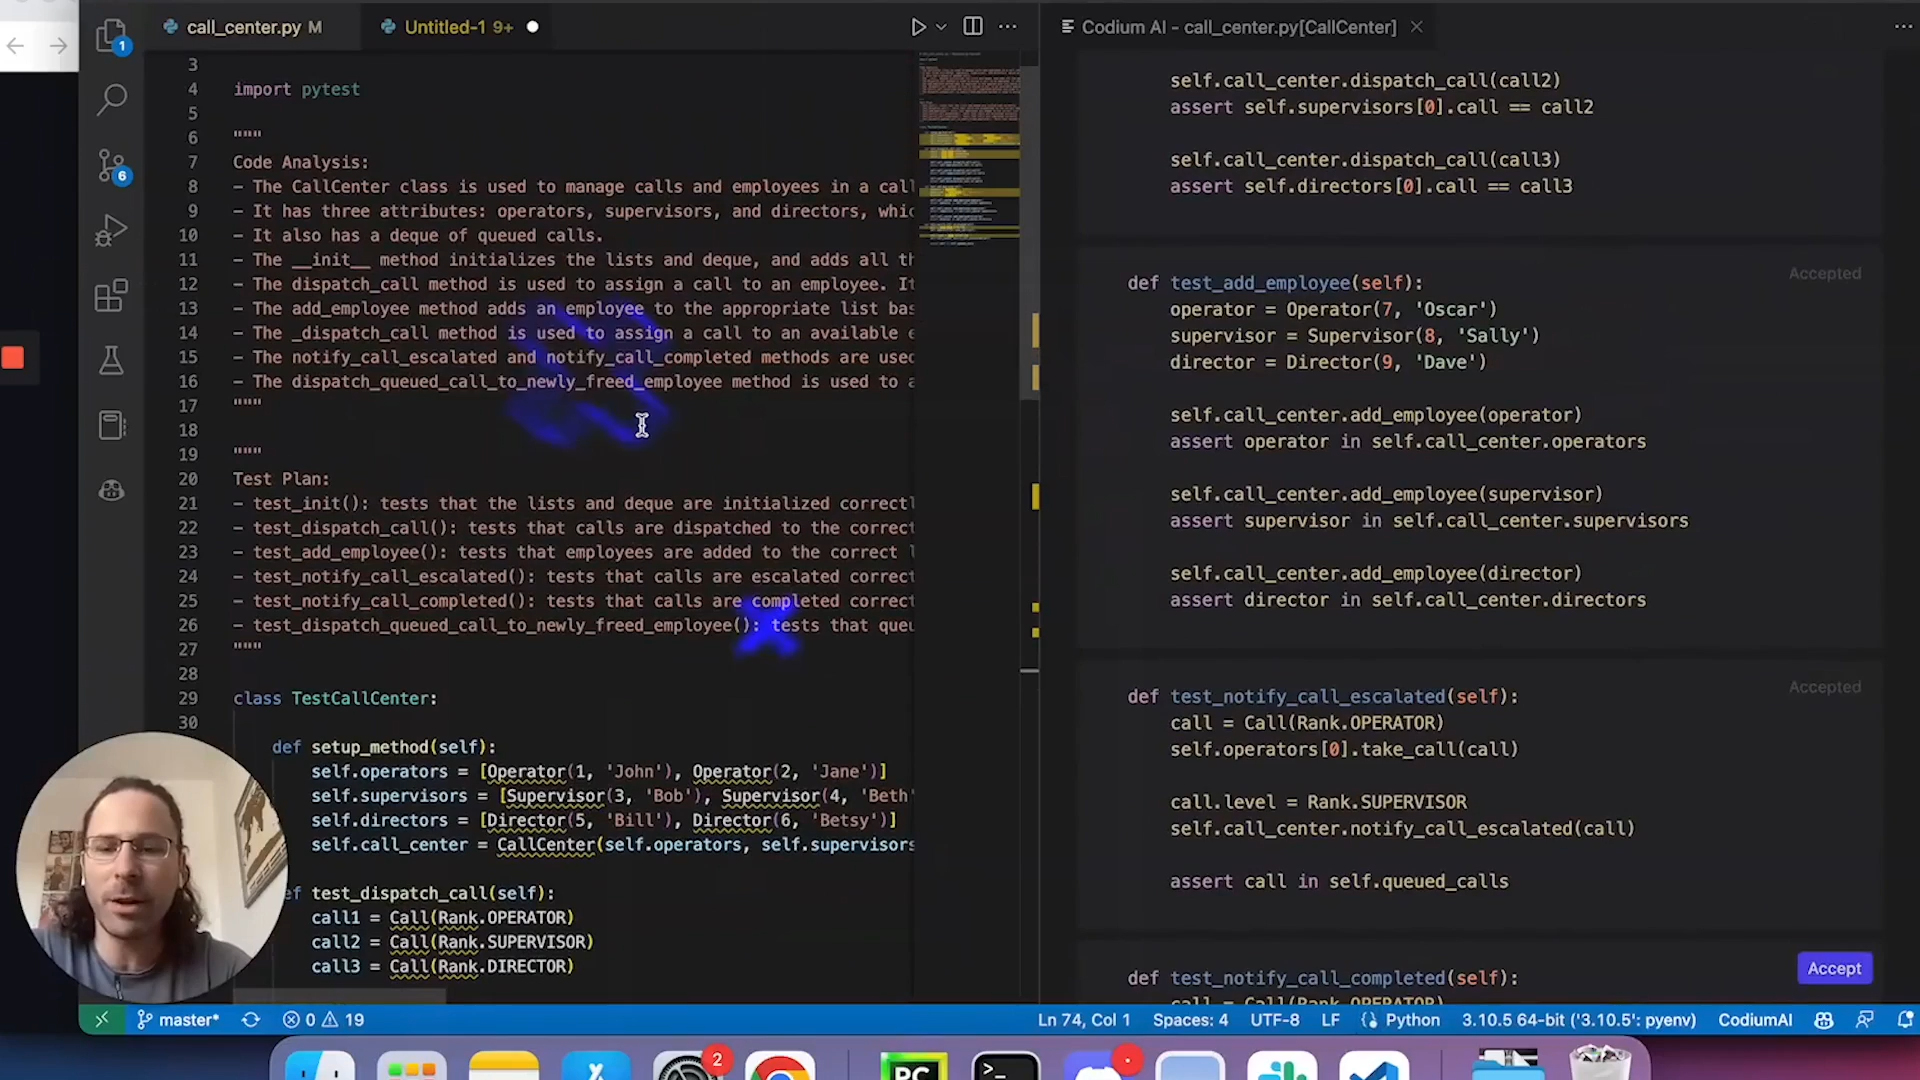 call_center.py M
Untitled-1 9+
Codium AI - call_center.py[CallCenter]
1
6
3
4 import pytest
5
6 """
7 Code Analysis:
8 - The CallCenter class is used to manage calls and employees in a call
9 - It has three attributes: operators, supervisors, and directors, whic
10 - It also has a deque of queued calls.
11 - The __init__ method initializes the lists and deque, and adds all th
12 - The dispatch_call method is used to assign a call to an employee. It
13 - The add_employee method adds an employee to the appropriate list bas
14 - The _dispatch_call method is used to assign a call to an available e
15 - The notify_call_escalated and notify_call_completed methods are used
16 - The dispatch_queued_call_to_newly_freed_employee method is used to a
17 """
18
19 """
20 Test Plan:
21 - test_init(): tests that the lists and deque are initialized correctl
22 - test_dispatch_call(): tests that calls are dispatched to the correct
23 - test_add_employee(): tests that employees are added to the correct l
24 - test_notify_call_escalated(): tests that calls are escalated correct
25 - test_notify_call_completed(): tests that calls are completed correct
26 - test_dispatch_queued_call_to_newly_freed_employee(): tests that queu
27 """
28
29 class TestCallCenter:
30
def setup_method(self):
self.operators = [Operator(1, 'John'), Operator(2, 'Jane')]
self.supervisors = [Supervisor(3, 'Bob'), Supervisor(4, 'Beth'
self.directors = [Director(5, 'Bill'), Director(6, 'Betsy')]
self.call_center = CallCenter(self.operators, self.supervisors
ef test_dispatch_call(self):
call1 = Call(Rank.OPERATOR)
call2 = Call(Rank.SUPERVISOR)
call3 = Call(Rank.DIRECTOR)
self.call_center.dispatch_call(call2)
assert self.supervisors[0].call == call2
self.call_center.dispatch_call(call3)
assert self.directors[0].call == call3
Accepted
def test_add_employee(self):
operator = Operator(7, 'Oscar')
supervisor = Supervisor(8, 'Sally')
director = Director(9, 'Dave')
self.call_center.add_employee(operator)
assert operator in self.call_center.operators
self.call_center.add_employee(supervisor)
assert supervisor in self.call_center.supervisors
self.call_center.add_employee(director)
assert director in self.call_center.directors
Accepted
def test_notify_call_escalated(self):
call = Call(Rank.OPERATOR)
self.operators[0].take_call(call)
call.level = Rank.SUPERVISOR
self.call_center.notify_call_escalated(call)
assert call in self.queued_calls
Accept
def test_notify_call_completed(self):
call = Call(Rank.OPERATOR)
master*
0
19
Ln 74, Col 1
Spaces: 4
UTF-8
LF
Python
3.10.5 64-bit ('3.10.5': pyenv)
CodiumAI
2
PC
>_